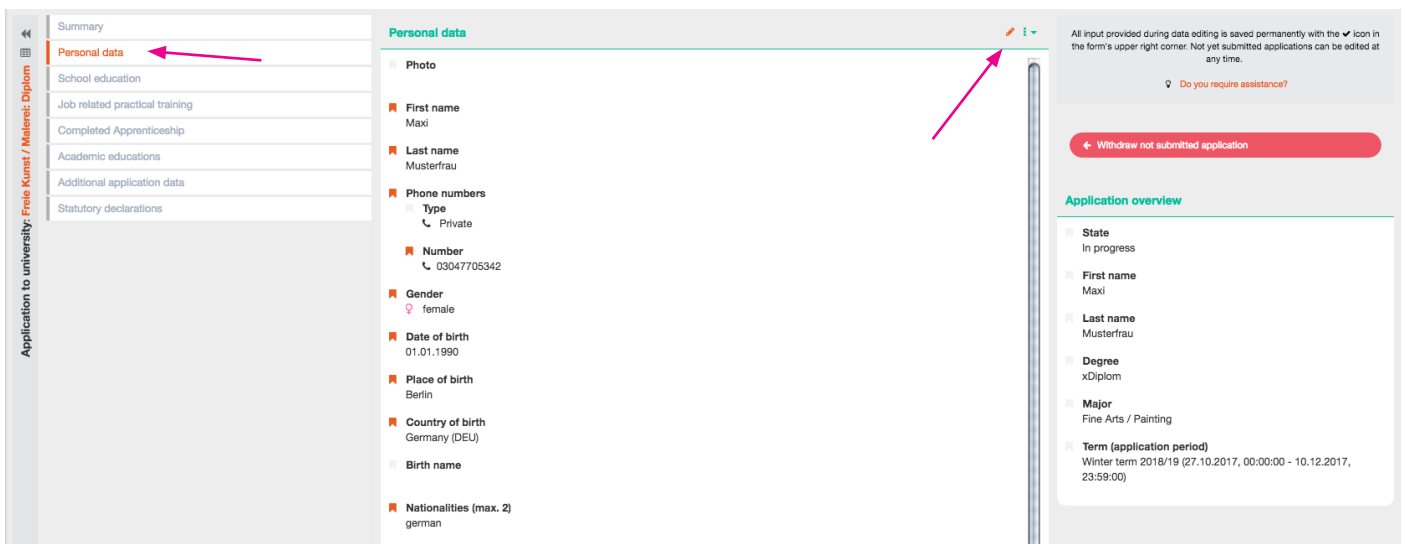 Application to university: Freie Kunst / Malerei: Diplom
Summary
Personal data
School education
Job related practical training
Completed Apprenticeship
Academic educations
Additional application data
Statutory declarations
Personal data
Photo
First name
Maxi
Last name
Musterfrau
Phone numbers
Type
Private
Number
03047705342
Gender
female
Date of birth
01.01.1990
Place of birth
Berlin
Country of birth
Germany (DEU)
Birth name
Nationalities (max. 2)
german
All input provided during data editing is saved permanently with the ✔ icon in
the form's upper right corner. Not yet submitted applications can be edited at
any time.
Do you require assistance?
Withdraw not submitted application
Application overview
State
In progress
First name
Maxi
Last name
Musterfrau
Degree
xDiplom
Major
Fine Arts / Painting
Term (application period)
Winter term 2018/19 (27.10.2017, 00:00:00 - 10.12.2017,
23:59:00)